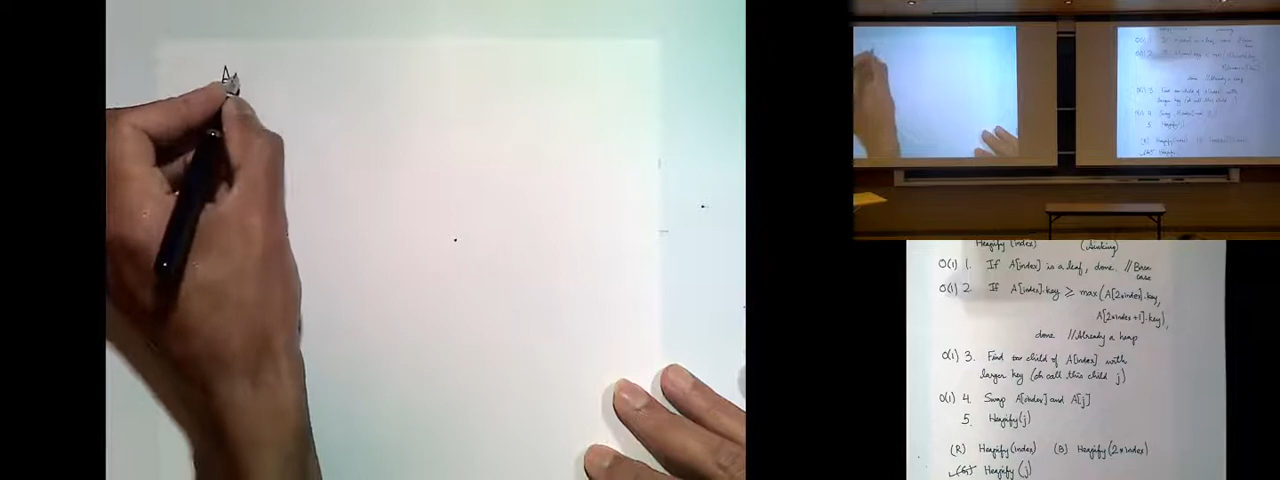 A
Heapify (index) (sinking)
O(1) 1. If A[index] is a leaf, done. // Base case
O(1) 2. If A[index].key ≥ max(A[2*index].key,
A[2*index+1].key),
done //Already a heap
O(1) 3. Find the child of A[index] with
larger key (oh call this child j)
O(1) 4. Swap A[index] and A[j]
5. Heapify(j)
(R) Heapify(index) (B) Heapify(2*index)
(G) Heapify(j)